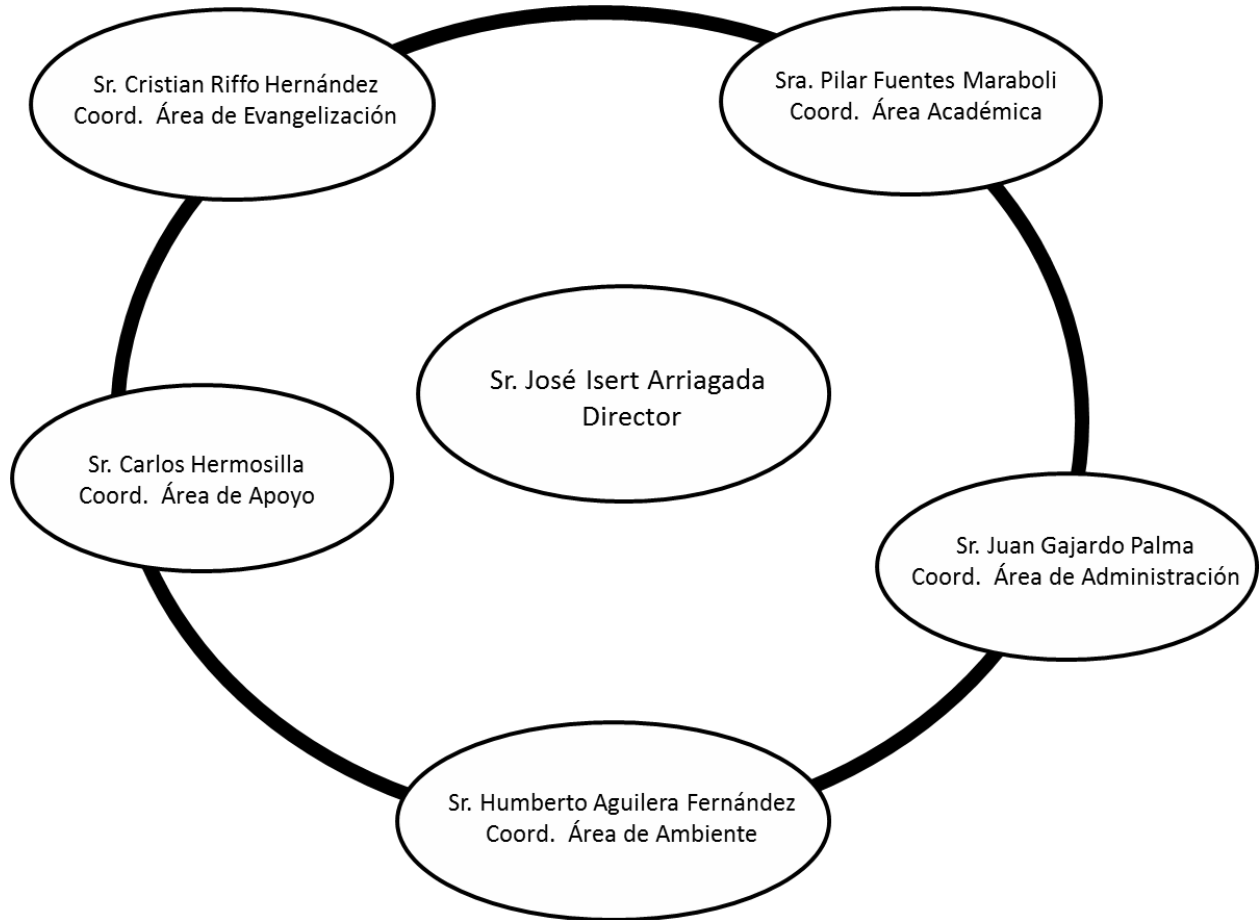 Sr. Cristian Riffo Hernández
Coord. Área de Evangelización
Sra. Pilar Fuentes Maraboli
Coord. Área Académica
Sr. José Isert Arriagada
Director
Sr. Carlos Hermosilla
Coord. Área de Apoyo
Sr. Juan Gajardo Palma
Coord. Área de Administración
Sr. Humberto Aguilera Fernández
Coord. Área de Ambiente